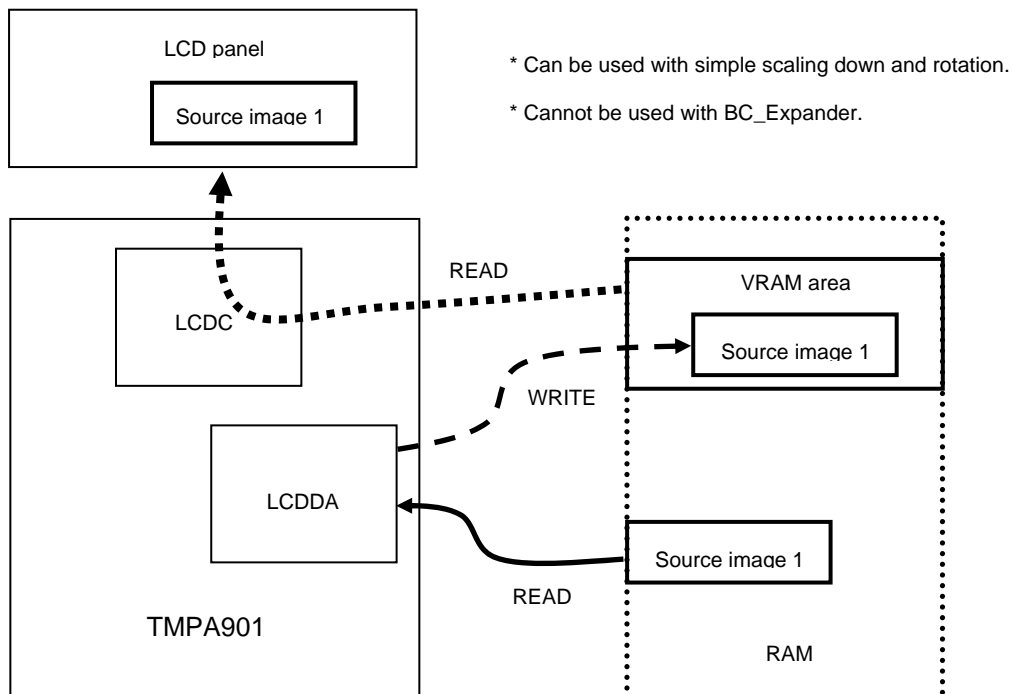 LCD panel
Source image 1
* Can be used with simple scaling down and rotation.
* Cannot be used with BC_Expander.
LCDC
READ
VRAM area
Source image 1
WRITE
LCDDA
Source image 1
READ
TMPA901
RAM